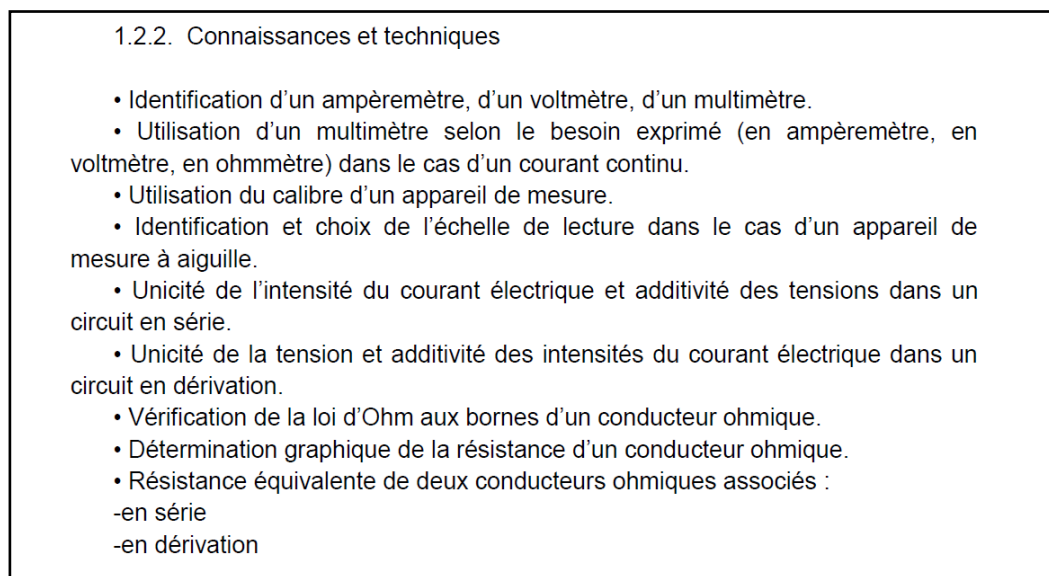 1.2.2. Connaissances et techniques
• Identification d’un ampèremètre, d’un voltmètre, d’un multimètre.
• Utilisation d’un multimètre selon le besoin exprimé (en ampèremètre, en
voltmètre, en ohmmètre) dans le cas d’un courant continu.
• Utilisation du calibre d’un appareil de mesure.
• Identification et choix de l’échelle de lecture dans le cas d’un appareil de
mesure à aiguille.
• Unicité de l’intensité du courant électrique et additivité des tensions dans un
circuit en série.
• Unicité de la tension et additivité des intensités du courant électrique dans un
circuit en dérivation.
• Vérification de la loi d’Ohm aux bornes d’un conducteur ohmique.
• Détermination graphique de la résistance d’un conducteur ohmique.
• Résistance équivalente de deux conducteurs ohmiques associés :
-en série
-en dérivation